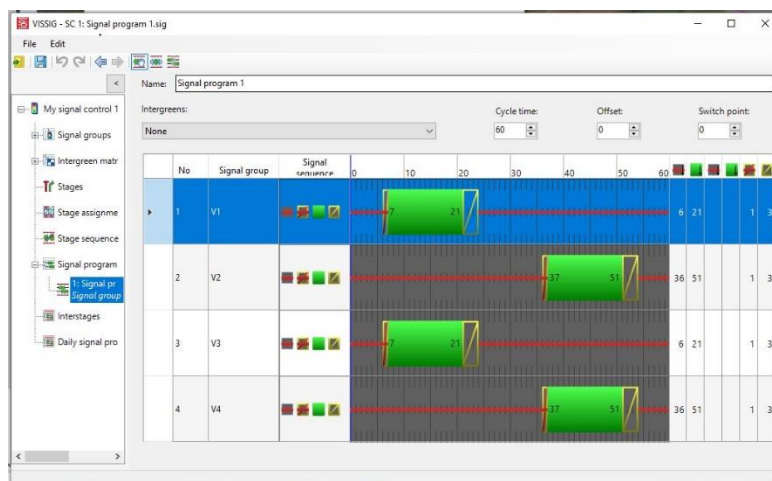 VISSIG - SC 1: Signal program 1.sig
File Edit
< Name: Signal program 1
My signal control 1
Signal groups
Intergreen matr
Stages
Stage assignme
Stage sequence
Signal program
1: Signal pr
Signal group
Interstages
Daily signal pro
Intergreens: Cycle time: Offset: Switch point:
None 60 0 0
No Signal group Signal sequence 0 10 20 30 40 50 60
1 V1 7 21 6 21 1 3
2 V2 37 51 36 51 1 3
3 V3 7 21 6 21 1 3
4 V4 37 51 36 51 1 3